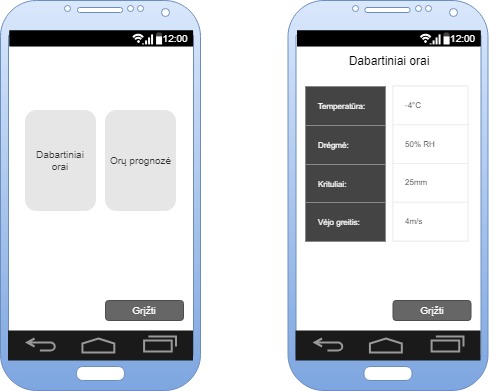 12:00
Dabartiniai
orai
Orų prognozė
Grįžti
12:00
Dabartiniai orai
Temperatūra: -4°C
Drėgmė: 50% RH
Krituliai: 25mm
Vėjo greitis: 4m/s
Grįžti